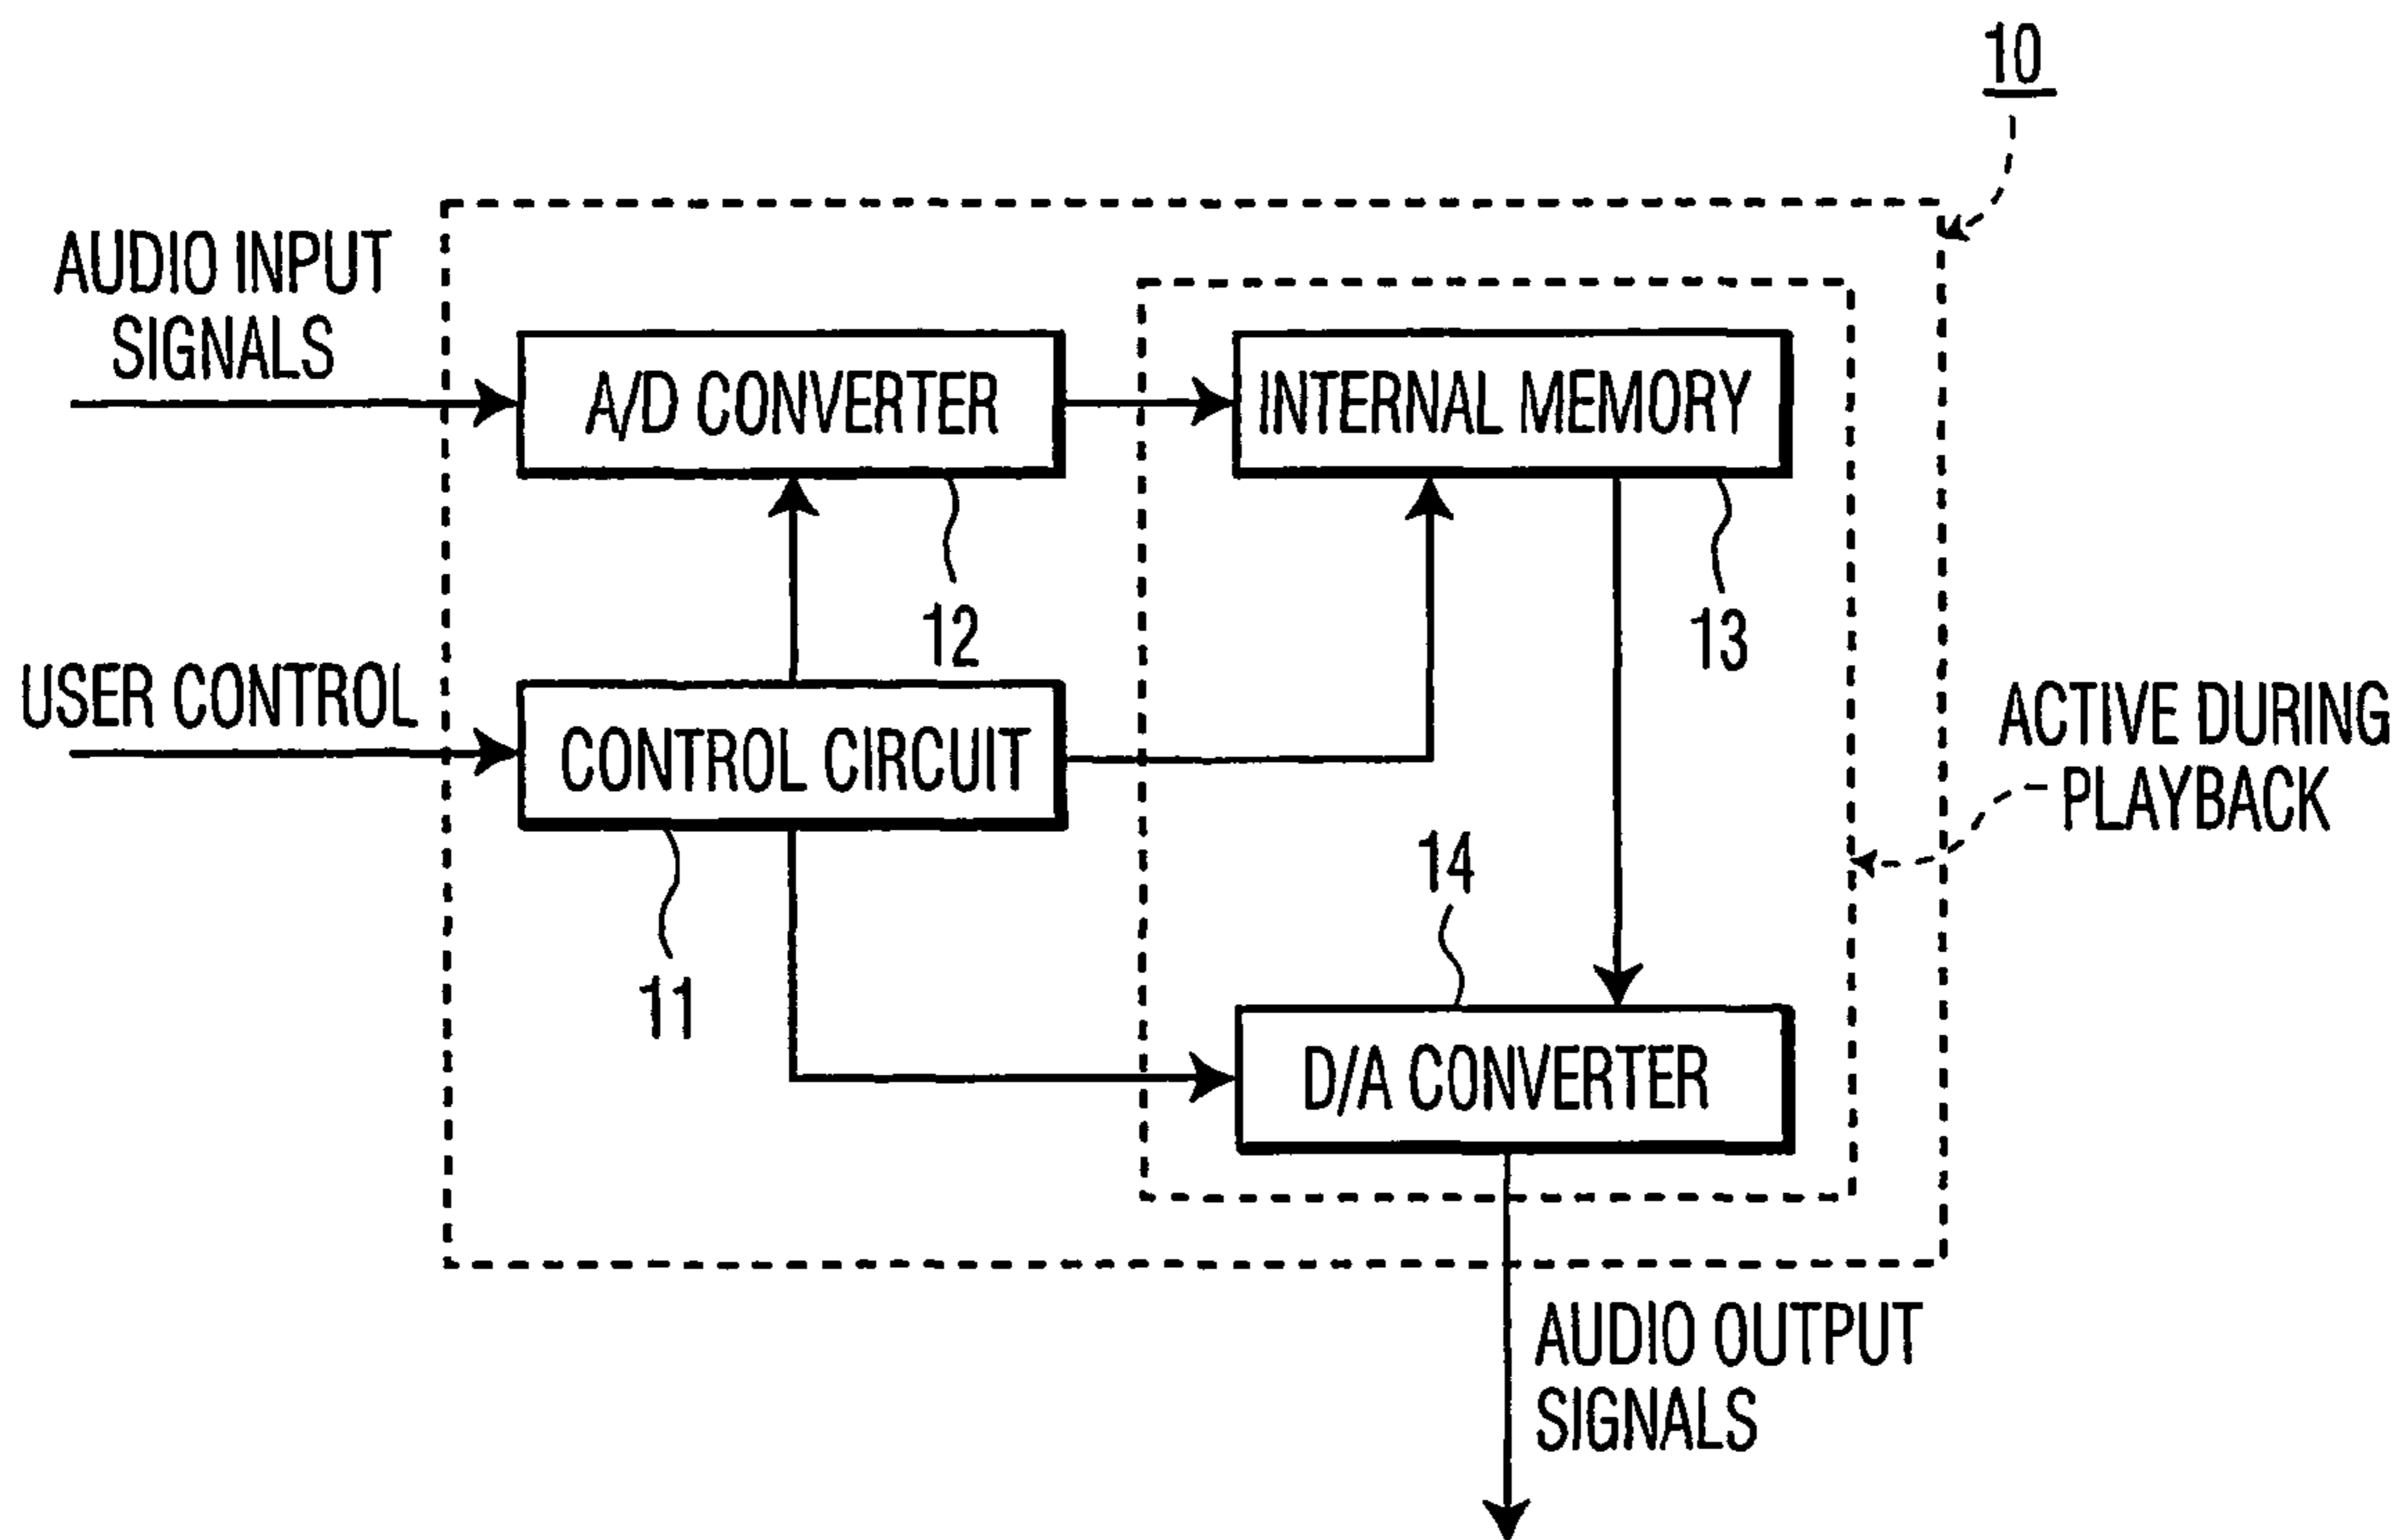 10
AUDIO INPUT
SIGNALS
A/D CONVERTER
INTERNAL MEMORY
12
13
USER CONTROL
CONTROL CIRCUIT
ACTIVE DURING
PLAYBACK
11
14
D/A CONVERTER
AUDIO OUTPUT
SIGNALS